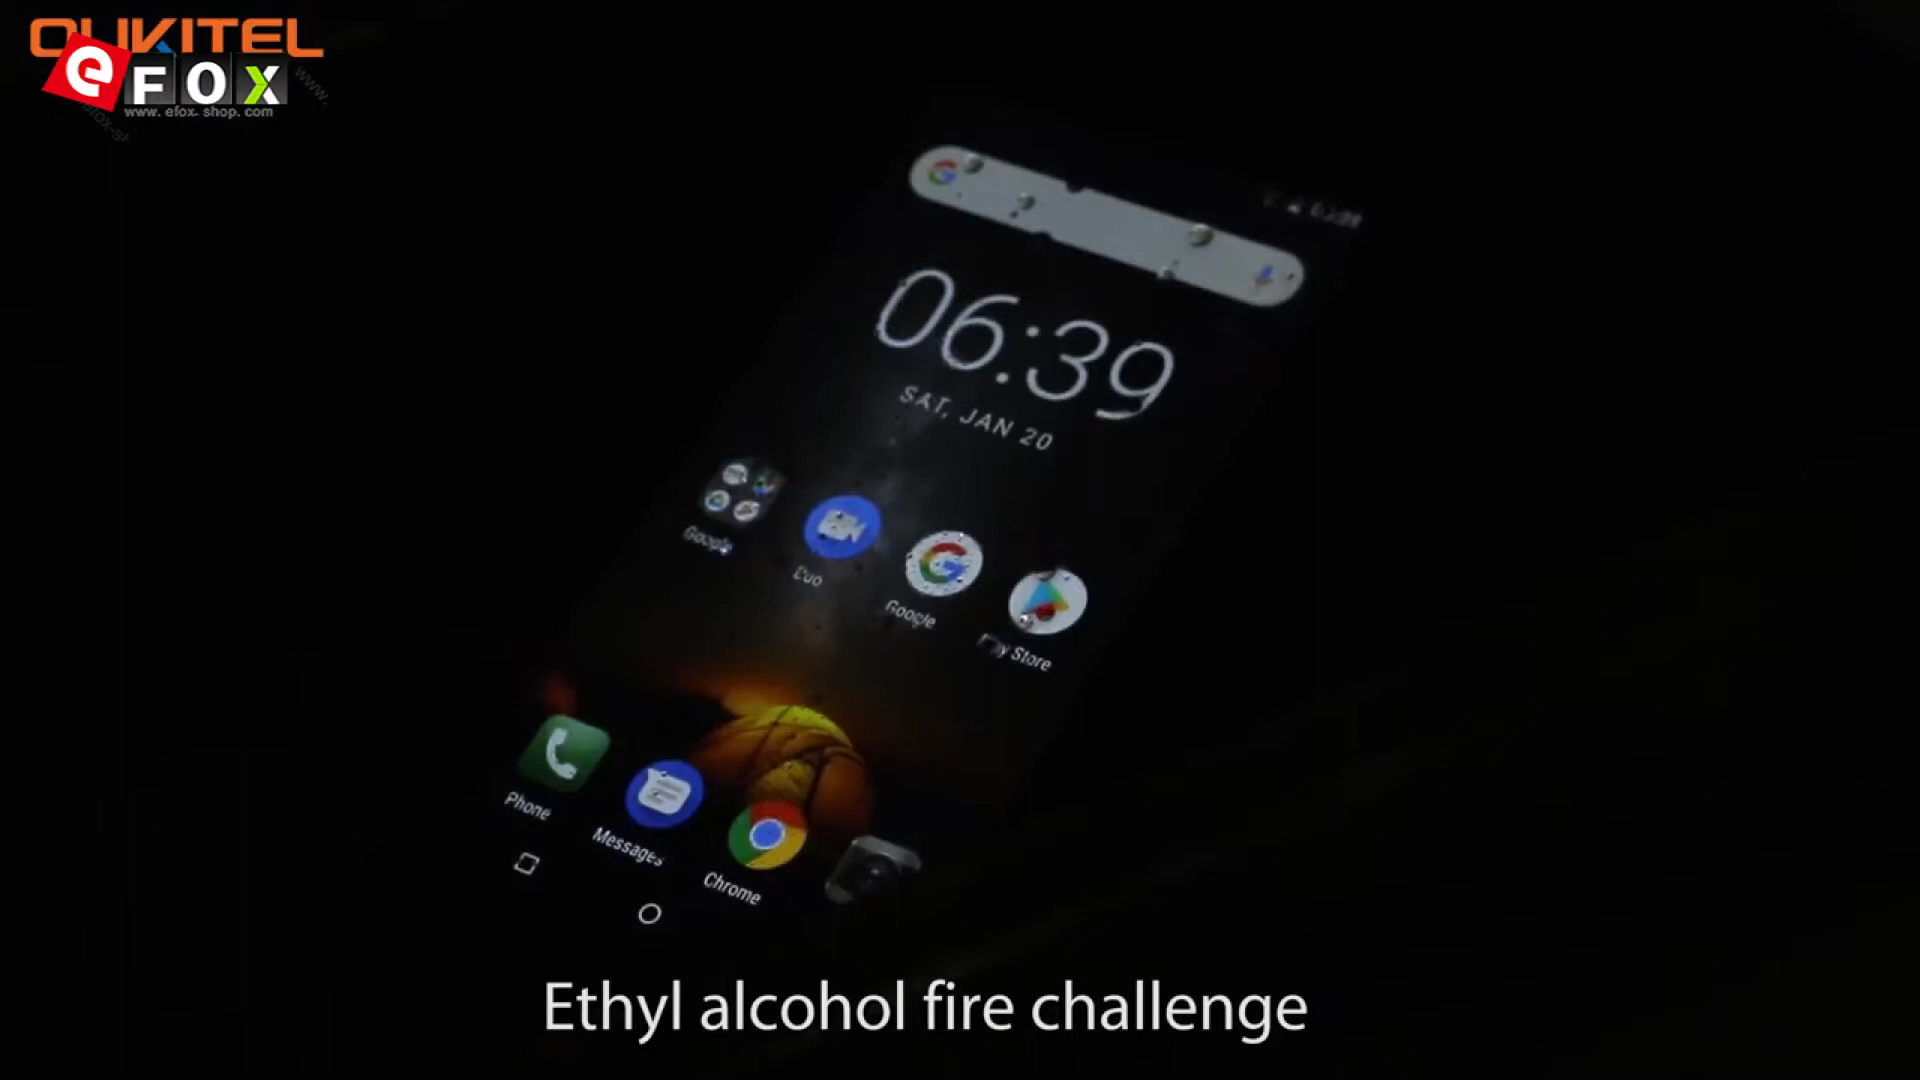 OUKITEL
eFOX
www. efox- shop. com
06:39
SAT, JAN 20
Google
Duo
Google
Play Store
Phone
Messages
Chrome
Ethyl alcohol fire challenge